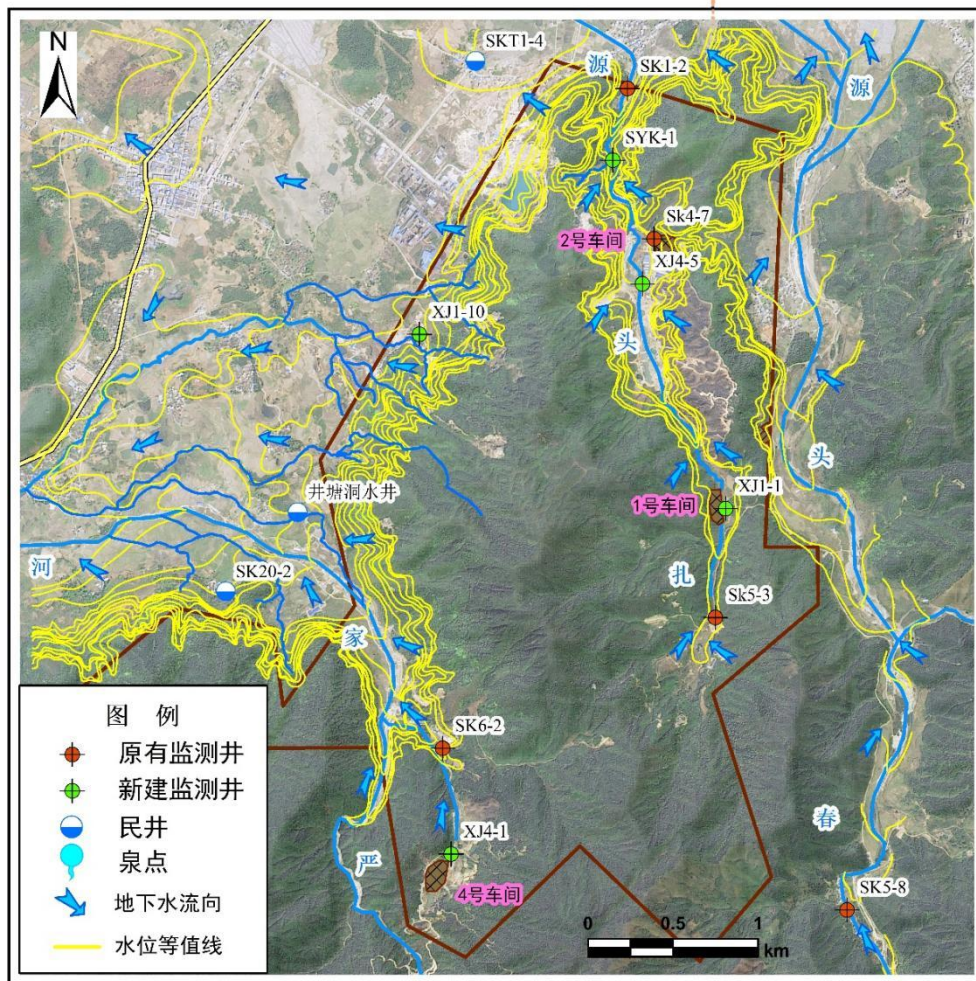 N
SKT1-4
源
SK1-2
源
SYK-1
Sk4-7
2号车间
XJ4-5
XJ1-10
头
头
井塘洞水井
XJ1-1
1号车间
河
SK20-2
扎
Sk5-3
家
SK6-2
春
XJ4-1
严
4号车间
SK5-8
图 例
原有监测井
新建监测井
民井
泉点
地下水流向
水位等值线
0 0.5 1
km